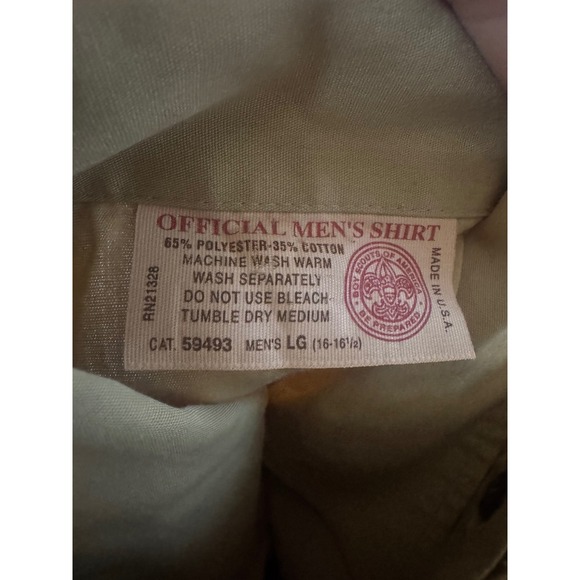 OFFICIAL MEN'S SHIRT
65% POLYESTER-35% COTTON
MACHINE WASH WARM
WASH SEPARATELY
DO NOT USE BLEACH
TUMBLE DRY MEDIUM
CAT. 59493 MEN'S LG (16-16½)
RN21328
BOY SCOUTS OF AMERICA
BE PREPARED
MADE IN U.S.A.